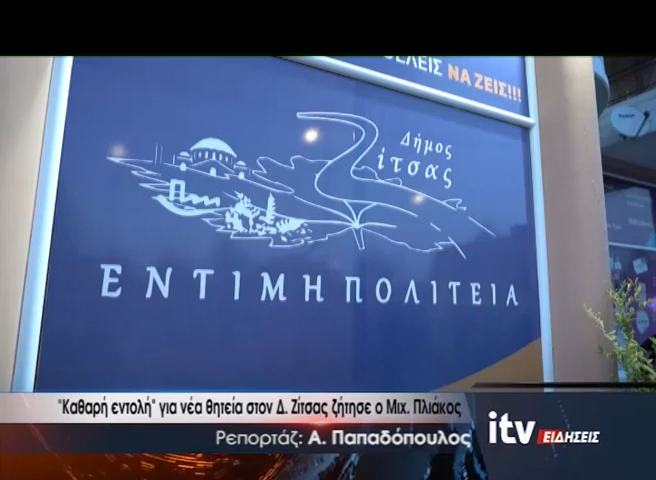 ΘΕΛΕΙΣ ΝΑ ΖΕΙΣ!!!
Δήμος
Ζίτσας
ΕΝΤΙΜΗ ΠΟΛΙΤΕΙΑ
"Καθαρή εντολή" για νέα θητεία στον Δ. Ζίτσας ζήτησε ο Μιχ. Πλιάκος
Ρεπορτάζ: Α. Παπαδόπουλος
itv ΕΙΔΗΣΕΙΣ